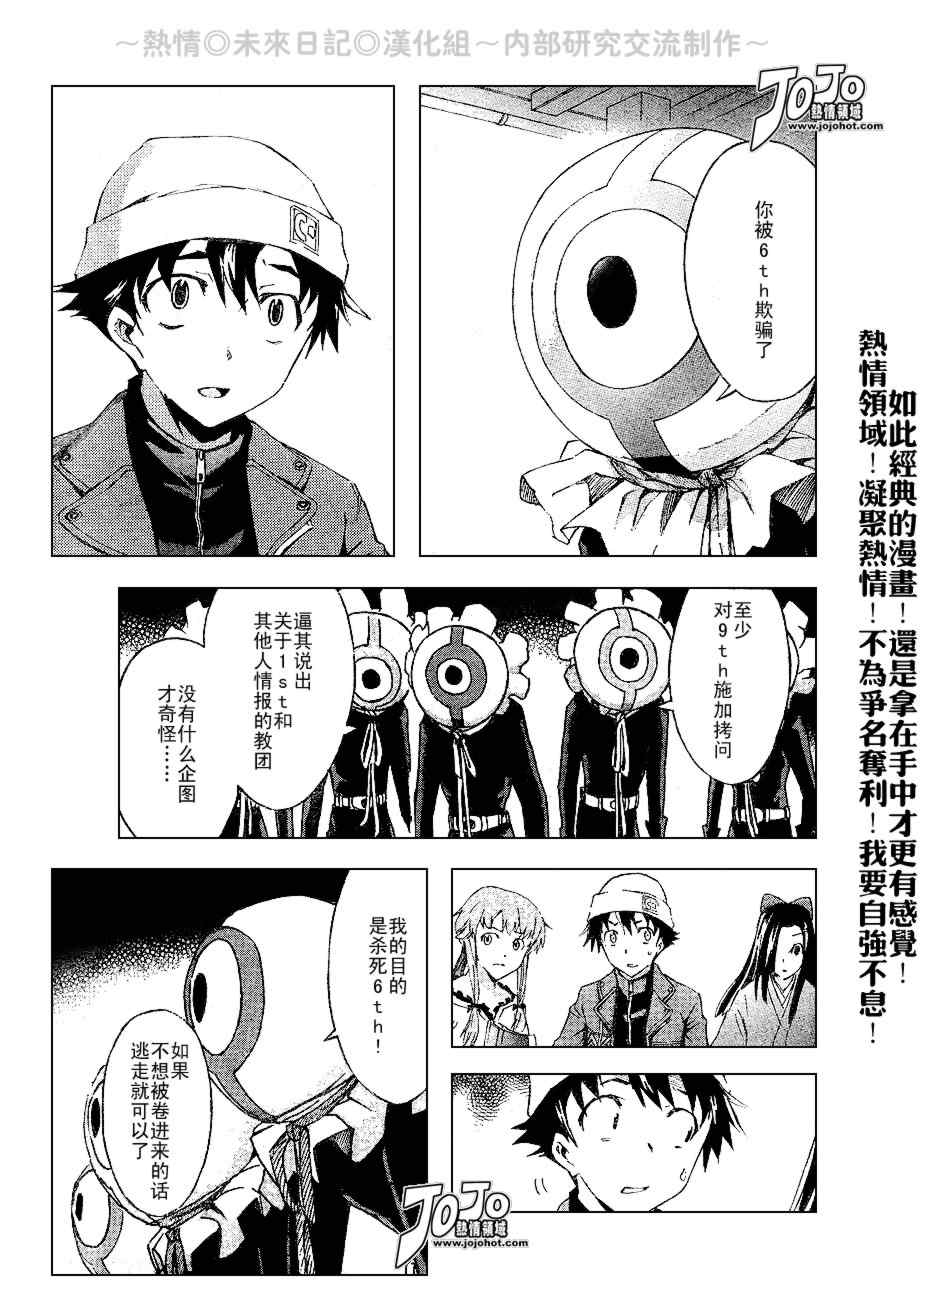 ～熱情◎未來日記◎漢化組～内部研究交流制作～
JOJO
熱情領域
www.jojohot.com
你被6th欺骗了
至少
对9th施加拷问
逼其说出
关于1st和
其他人情报的教团
没有什么企图
才奇怪……
我的目的
是杀死6th！
如果
不想被卷进来的话
逃走就可以了
JOJO
熱情領域
www.jojohot.com
如此經典的漫畫！還是拿在手中才更有感覺！
熱情領域！凝聚熱情！不為爭名奪利！我要自強不息！